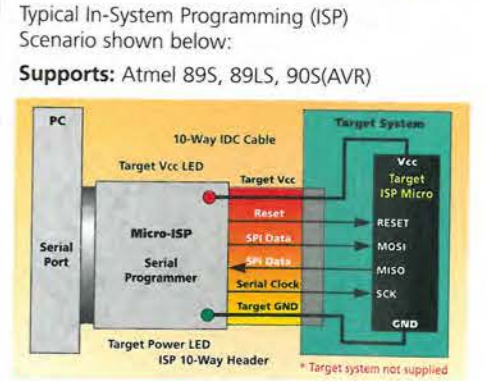 Typical In-System Programming (ISP)
Scenario shown below:
Supports: Atmel 89S, 89LS, 90S(AVR)
PC
Target System
10-Way IDC Cable
Vcc
Target Vcc LED
Target Vcc
Target
ISP Micro
Reset
RESET
Micro-ISP
SPI Data
MOSI
Serial
Port
Serial
Programmer
SPI Data
MISO
Serial Clock
SCK
Target GND
GND
Target Power LED
ISP 10-Way Header
* Target system not supplied